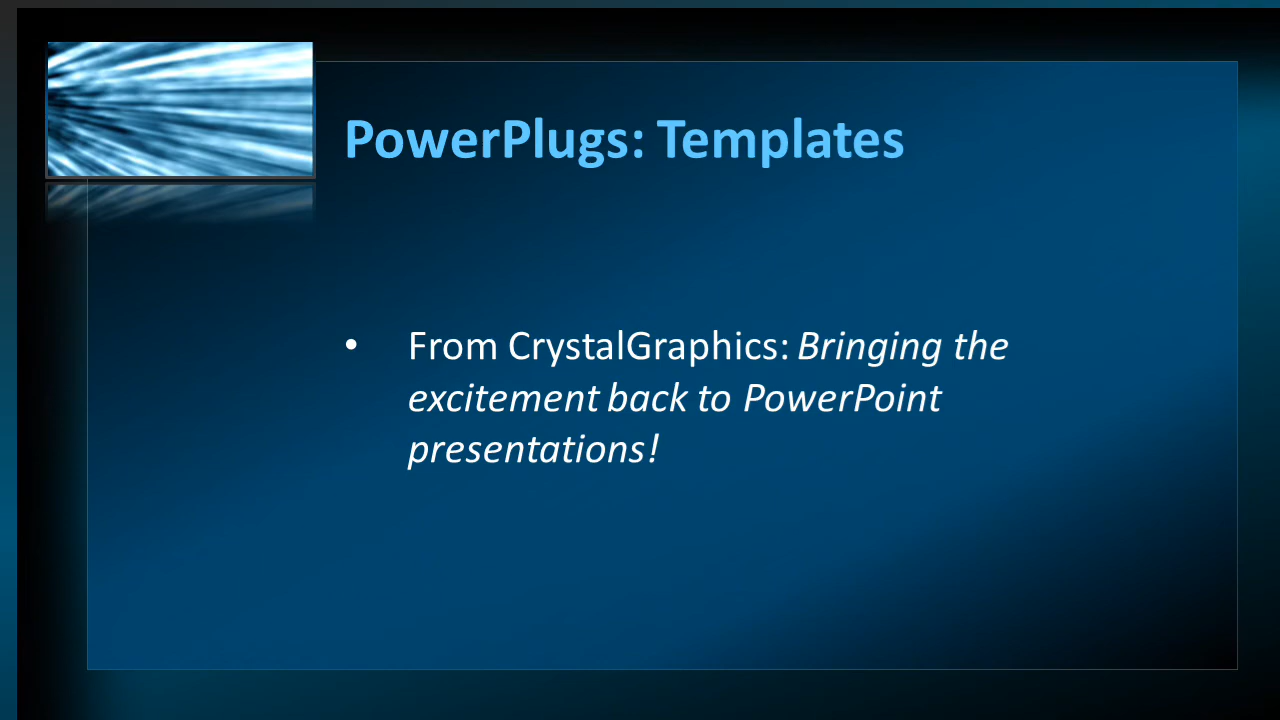 PowerPlugs: Templates
• From CrystalGraphics: Bringing the
excitement back to PowerPoint
presentations!